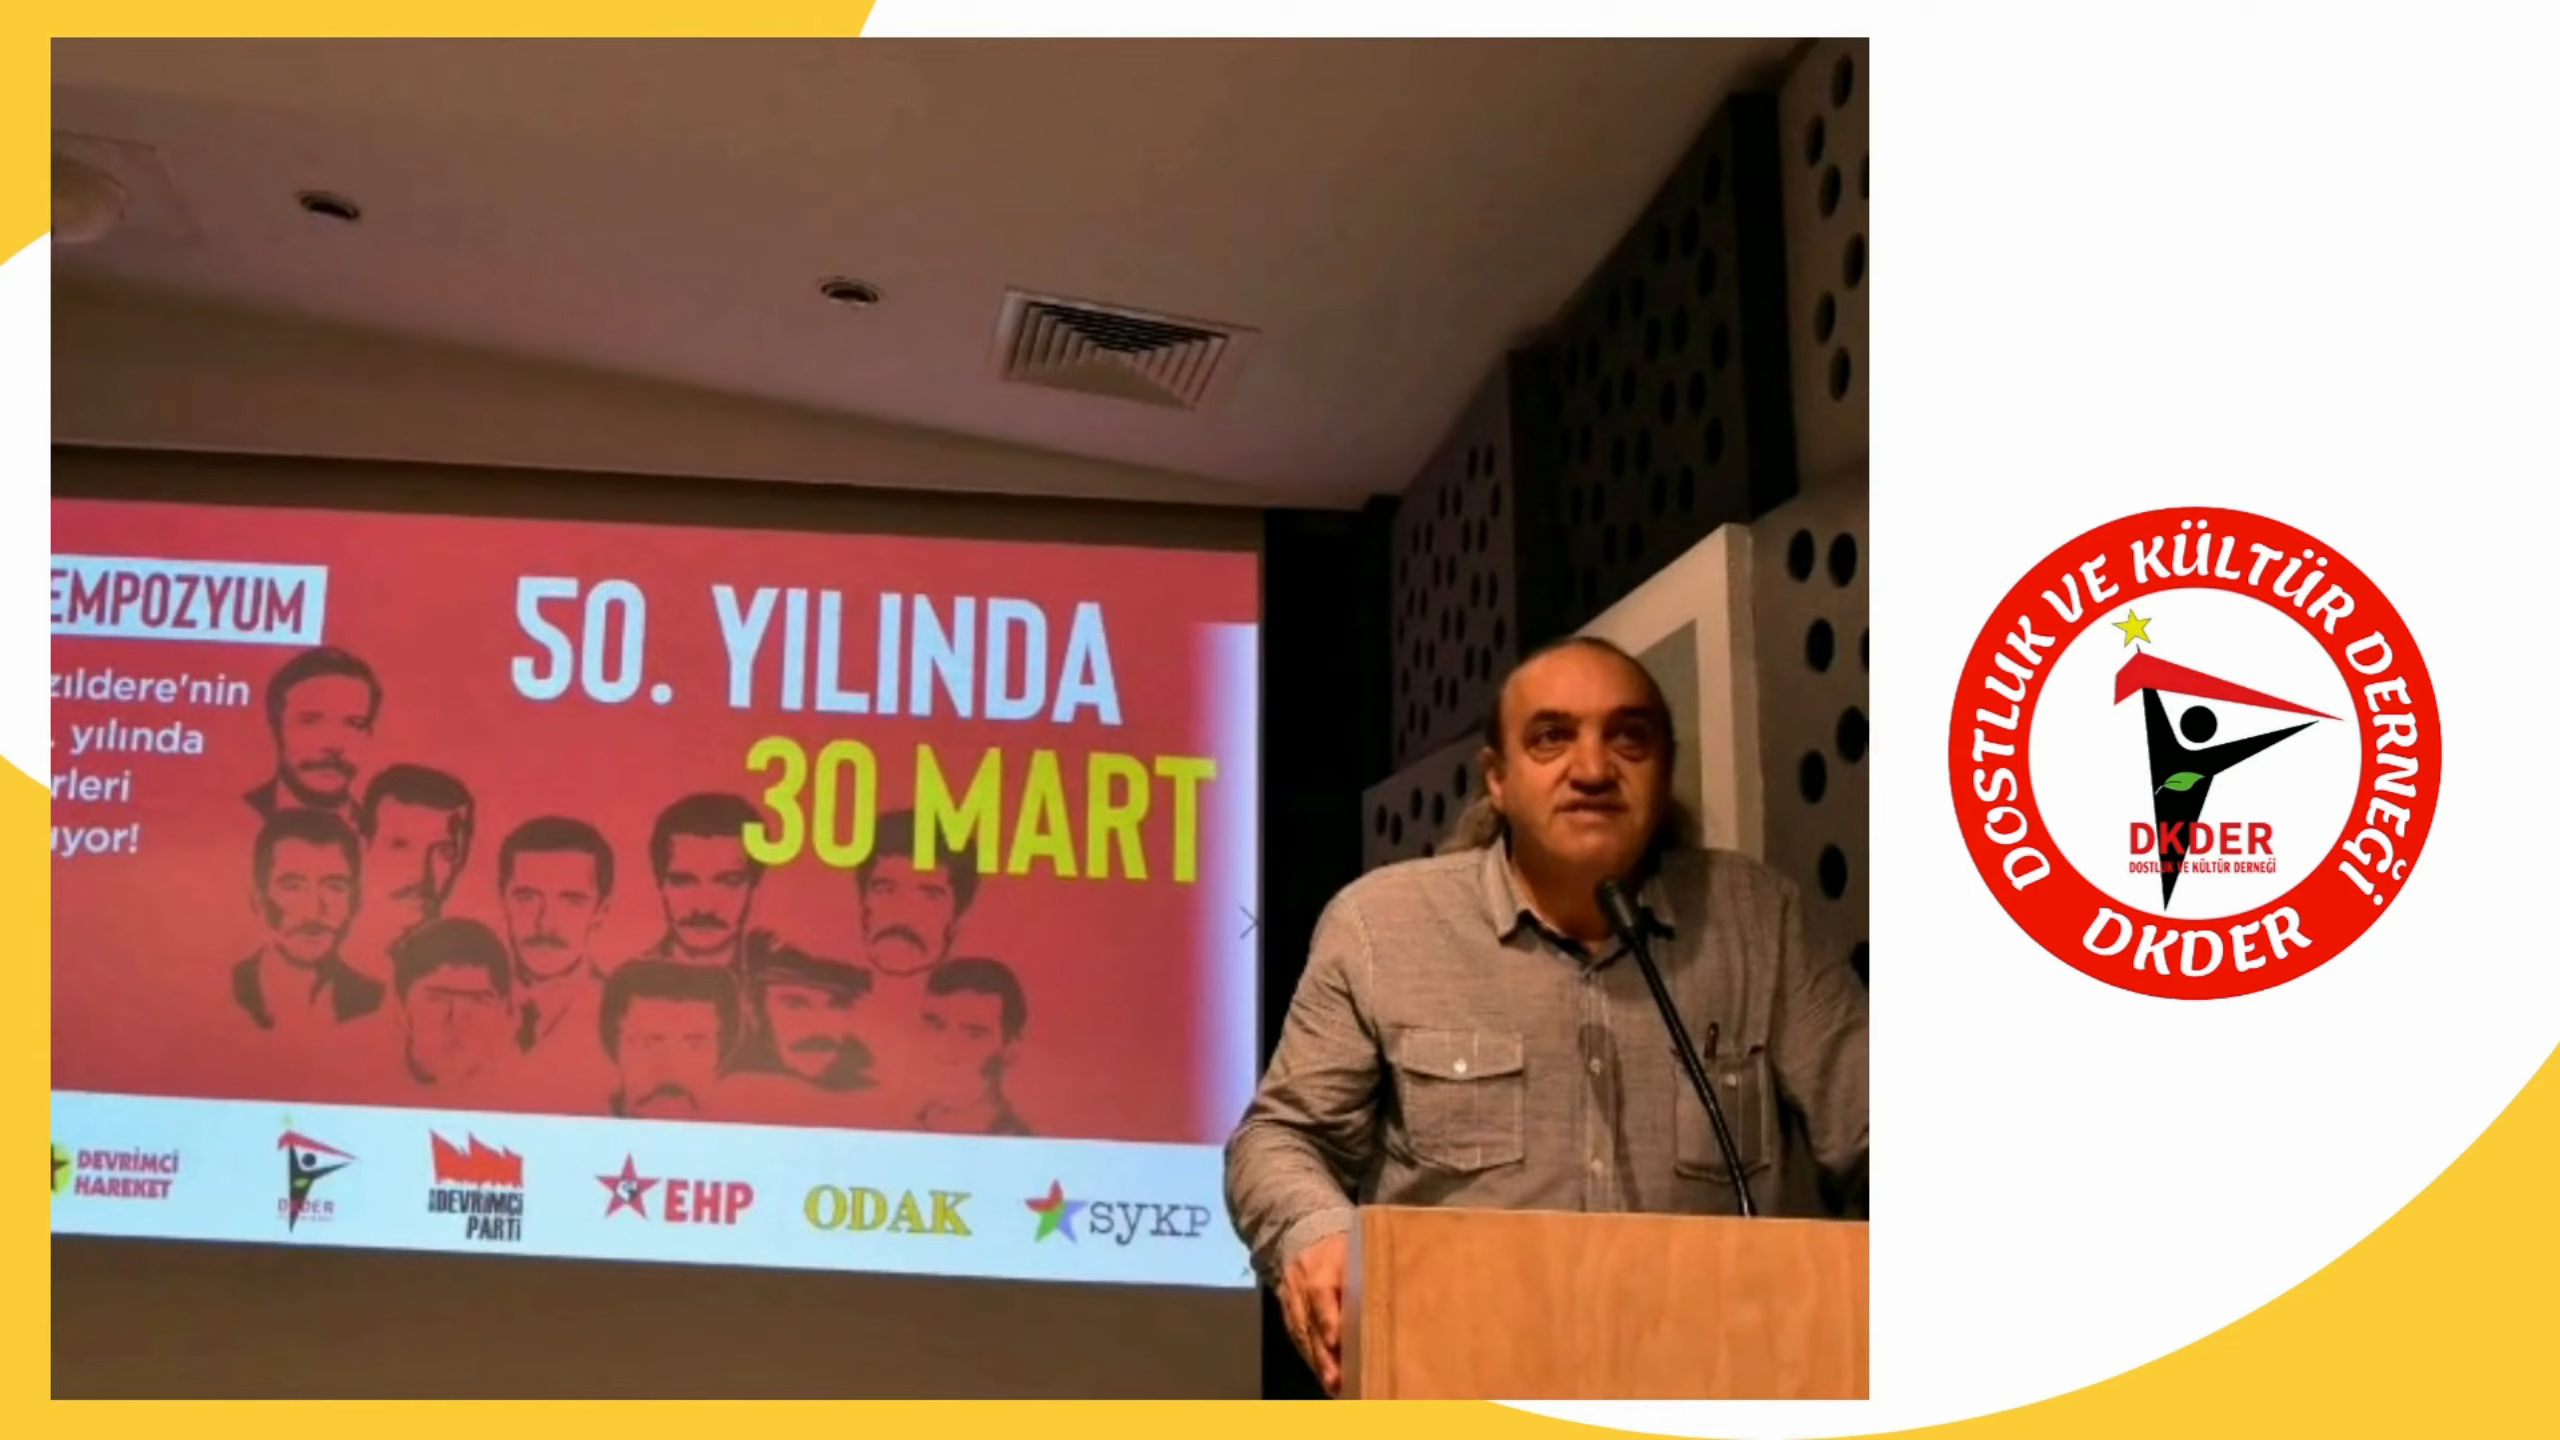 EMPOZYUM
zıldere'nin
. yılında
rleri
ıyor!
50. YILINDA
30 MART
DEVRİMCİ
HAREKET
DKDER
DEVRİMCİ
PARTİ
EHP
ODAK
SYKP
DOSTLUK VE KÜLTÜR DERNEĞİ
DKDER
DOSTLUK VE KÜLTÜR DERNEĞİ
DKDER